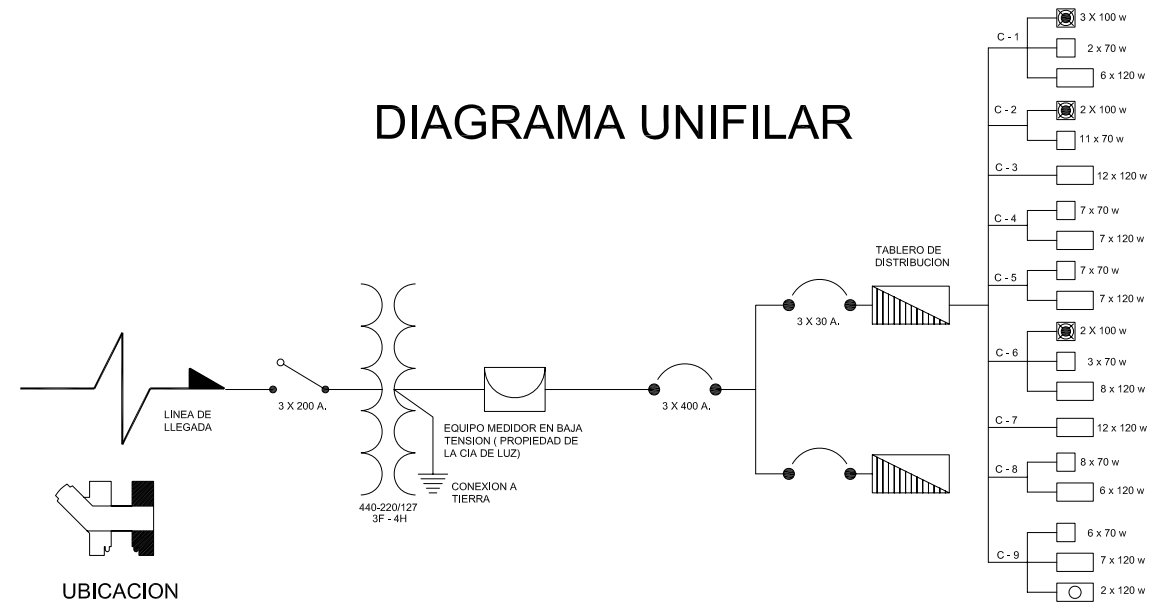 DIAGRAMA UNIFILAR
C - 1
3 X 100 w
2 x 70 w
6 x 120 w
C - 2
2 X 100 w
11 x 70 w
C - 3
12 x 120 w
C - 4
7 x 70 w
7 x 120 w
C - 5
7 x 70 w
7 x 120 w
C - 6
2 X 100 w
3 x 70 w
8 x 120 w
C - 7
12 x 120 w
C - 8
8 x 70 w
6 x 120 w
C - 9
6 x 70 w
7 x 120 w
2 x 120 w
TABLERO DE
DISTRIBUCION
3 X 30 A.
3 X 400 A.
3 X 200 A.
LINEA DE
LLEGADA
EQUIPO MEDIDOR EN BAJA
TENSION ( PROPIEDAD DE
LA CIA DE LUZ)
CONEXION A
TIERRA
440-220/127
3F - 4H
UBICACION